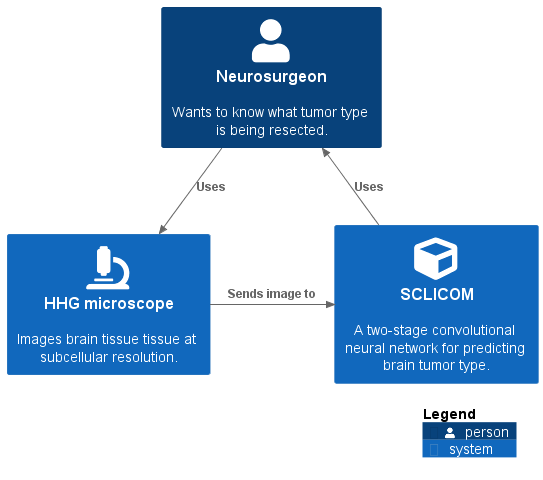 Neurosurgeon
Wants to know what tumor type
is being resected.
Uses
Uses
HHG microscope
Images brain tissue tissue at
subcellular resolution.
Sends image to
SCLICOM
A two-stage convolutional
neural network for predicting
brain tumor type.
Legend
person
system